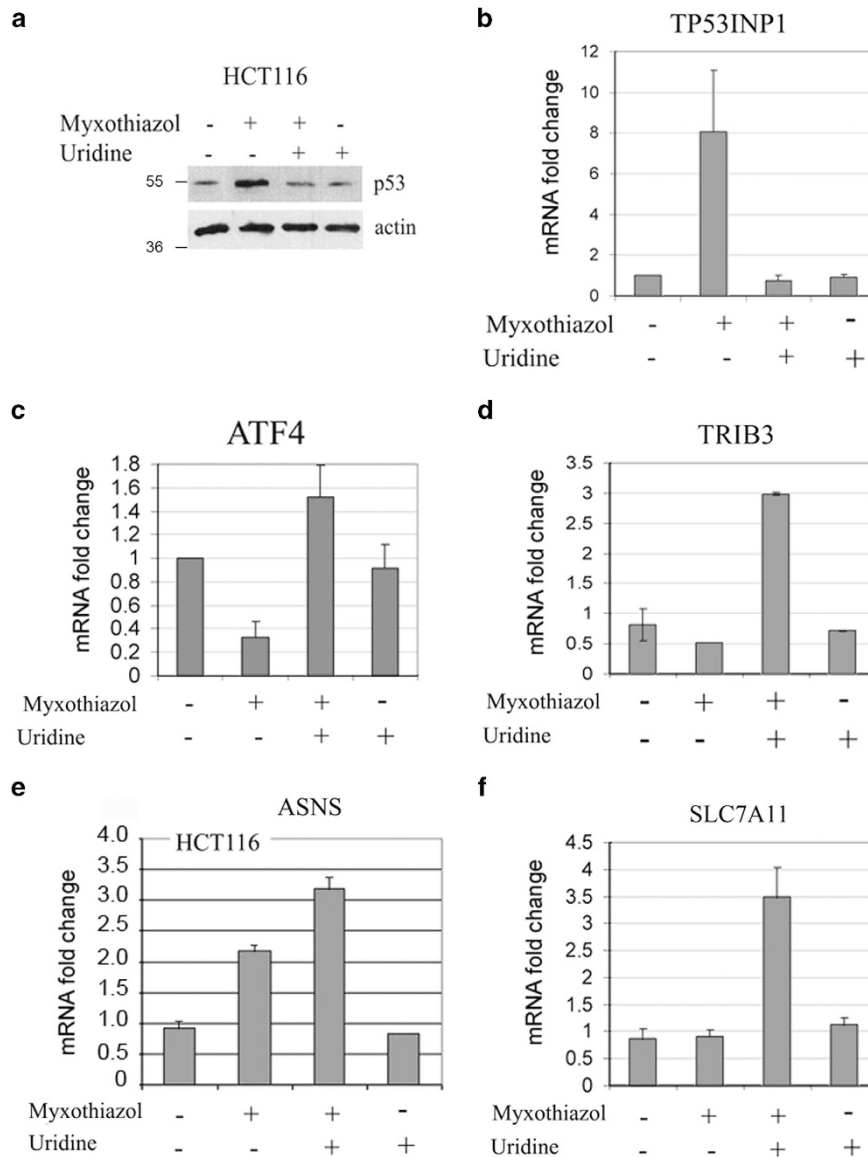 a
HCT116
Myxothiazol - + + -
Uridine - - + +
55 p53
actin
36
b
TP53INP1
mRNA fold change
12
10
8
6
4
2
0
Myxothiazol - + + -
Uridine - - + +
c
ATF4
mRNA fold change
1.8
1.6
1.4
1.2
1
0.8
0.6
0.4
0.2
0
Myxothiazol - + + -
Uridine - - + +
d
TRIB3
mRNA fold change
3.5
3
2.5
2
1.5
1
0.5
0
Myxothiazol - + + -
Uridine - - + +
e
ASNS
HCT116
mRNA fold change
4.0
3.5
3.0
2.5
2.0
1.5
1.0
0.5
0
Myxothiazol - + + -
Uridine - - + +
f
SLC7A11
mRNA fold change
4.5
4
3.5
3
2.5
2
1.5
1
0.5
0
Myxothiazol - + + -
Uridine - - + +